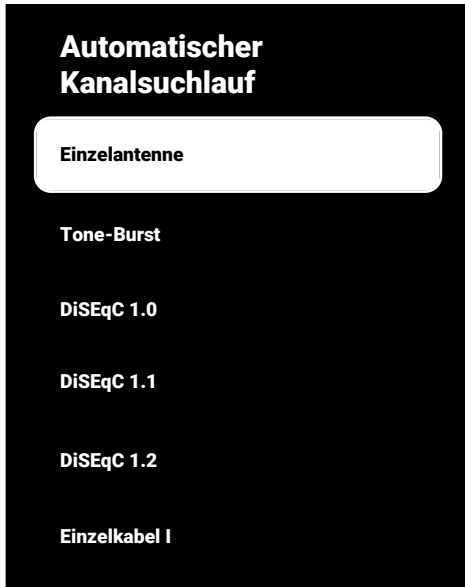 Automatischer
Kanalsuchlauf
Einzelantenne
Tone-Burst
DiSEqC 1.0
DiSEqC 1.1
DiSEqC 1.2
Einzelkabel I